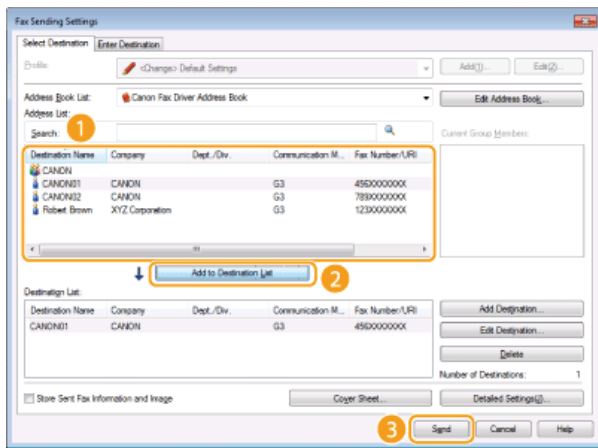 Fax Sending Settings
Select Destination Enter Destination
Profile: <Change> Default Settings Add(1)... Edit(2)...
Address Book List: Canon Fax Driver Address Book Edit Address Book...
Address List:
1
Search: Current Group Members:
Destination Name Company Dept./Div. Communication M... Fax Number/URI
CANON
CANON01 CANON G3 456XXXXXXX
CANON02 CANON G3 789XXXXXXX
Robert Brown XYZ Corporation G3 123XXXXXXX
Add to Destination List 2
Destination List:
Destination Name Company Dept./Div. Communication M... Fax Number/URI Add Destination...
CANON01 CANON G3 456XXXXXXX Edit Destination...
Delete
Number of Destinations: 1
Store Sent Fax Information and Image Cover Sheet... Detailed Settings(J)...
3 Send Cancel Help